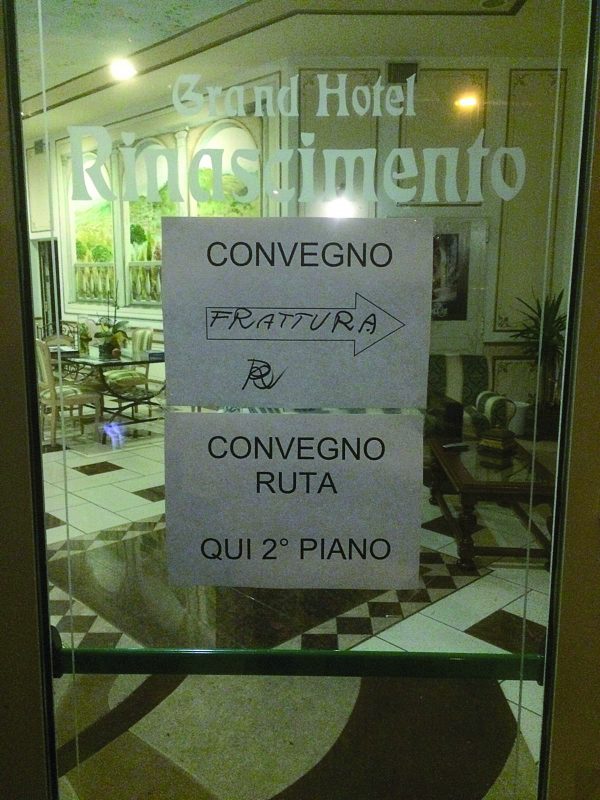 Grand Hotel
Rinascimento
CONVEGNO
FRATTURA
CONVEGNO
RUTA
QUI 2° PIANO